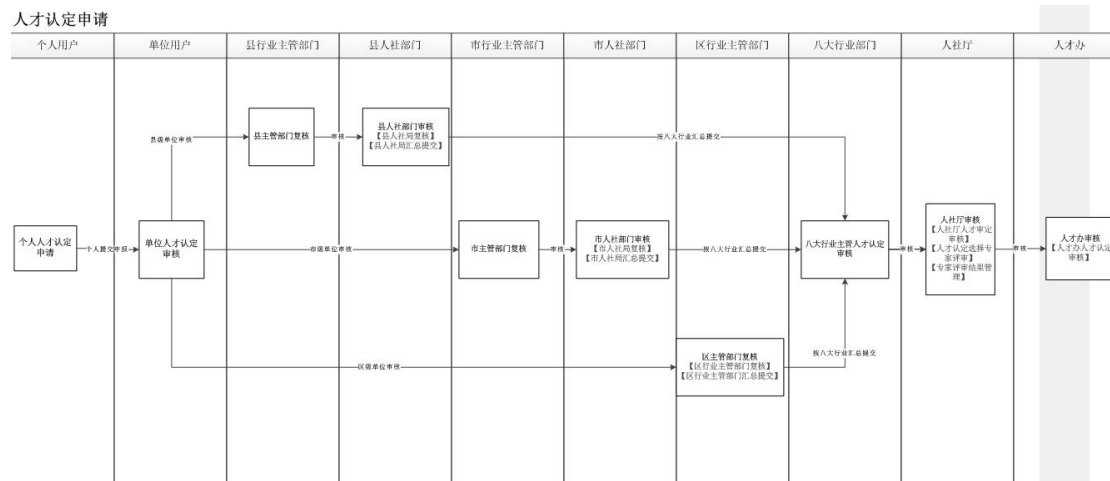 人才认定申请
个人用户
单位用户
县行业主管部门
县人社部门
市行业主管部门
市人社部门
区行业主管部门
八大行业部门
人社厅
人才办
县主管部门复核
审核
县人社部门审核
【县人社局复核】
【县人社局汇总提交】
县级单位审核
按八大行业汇总提交
个人人才认定
申请
个人提交申报
单位人才认定
审核
市级单位审核
市主管部门复核
审核
市人社部门审核
【市人社局复核】
【市人社局汇总提交】
按八大行业汇总提交
八大行业主管人才认定
审核
审核
人社厅审核
【人社厅人才审定
审核】
【人才认定选择专
家评审】
【专家评审结果管
理】
审核
人才办审核
【人才办人才认定
审核】
区级单位审核
区主管部门复核
【区行业主管部门复核】
【区行业主管部门汇总提交】
按八大行业汇总提交